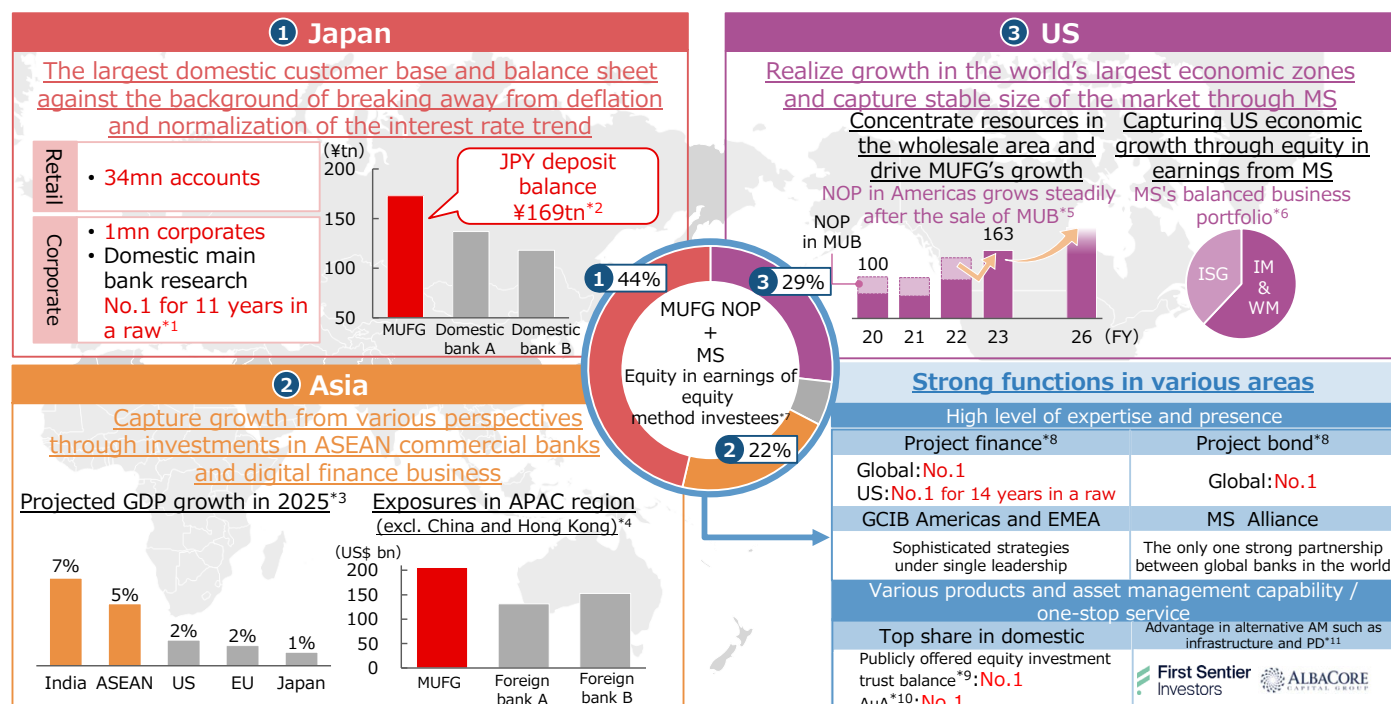 1 Japan
The largest domestic customer base and balance sheet
against the background of breaking away from deflation
and normalization of the interest rate trend
Retail
• 34mn accounts
Corporate
• 1mn corporates
• Domestic main
bank research
No.1 for 11 years in
a raw*1
(¥tn)
200
150
100
50
JPY deposit
balance
¥169tn*2
MUFG
Domestic
bank A
Domestic
bank B
2 Asia
Capture growth from various perspectives
through investments in ASEAN commercial banks
and digital finance business
Projected GDP growth in 2025*3
7%
5%
2%
2%
1%
India
ASEAN
US
EU
Japan
Exposures in APAC region
(excl. China and Hong Kong)*4
(US$ bn)
200
150
100
50
0
MUFG
Foreign
bank A
Foreign
bank B
1 44%
3 29%
2 22%
MUFG NOP
+
MS
Equity in earnings of
equity
method investees*7
3 US
Realize growth in the world's largest economic zones
and capture stable size of the market through MS
Concentrate resources in
the wholesale area and
drive MUFG's growth
NOP in Americas grows steadily
after the sale of MUB*5
NOP
in MUB
100
163
20
21
22
23
26
(FY)
Capturing US economic
growth through equity in
earnings from MS
MS's balanced business
portfolio*6
ISG
IM
&
WM
Strong functions in various areas
High level of expertise and presence
Project finance*8
Global:No.1
US:No.1 for 14 years in a raw
Project bond*8
Global:No.1
GCIB Americas and EMEA
Sophisticated strategies
under single leadership
MS Alliance
The only one strong partnership
between global banks in the world
Various products and asset management capability /
one-stop service
Top share in domestic
Publicly offered equity investment
trust balance*9:No.1
AuA*10:No.1
Advantage in alternative AM such as
infrastructure and PD*11
First Sentier
Investors
ALBACORE
CAPITAL GROUP